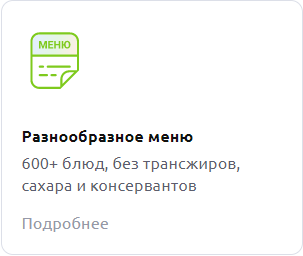 МЕНЮ
Разнообразное меню
600+ блюд, без трансжиров,
сахара и консервантов
Подробнее